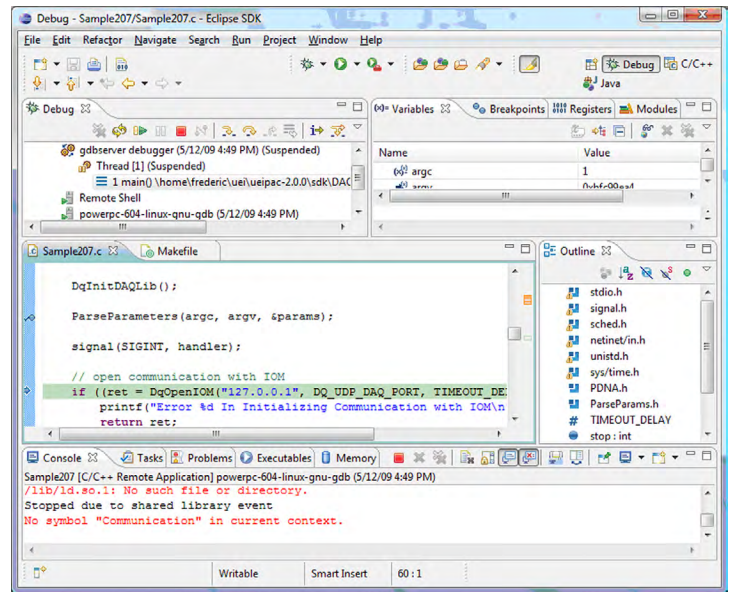 Debug - Sample207/Sample207.c - Eclipse SDK
File Edit Refactor Navigate Search Run Project Window Help
Debug C/C++
Java
Debug
gdbserver debugger (5/12/09 4:49 PM) (Suspended)
Thread [1] (Suspended)
1 main() \home\frederic\uei\ueipac-2.0.0\sdk\DAC
Remote Shell
powerpc-604-linux-gnu-gdb (5/12/09 4:49 PM)
(x)= Variables Breakpoints Registers Modules
Name Value
argc 1
argv 0xbfc99ea4
Sample207.c Makefile
DqInitDAQLib();
ParseParameters(argc, argv, &params);
signal(SIGINT, handler);
// open communication with IOM
if ((ret = DqOpenIOM("127.0.0.1", DQ_UDP_DAQ_PORT, TIMEOUT_DE
printf("Error %d In Initializing Communication with IOM\n
return ret;
Outline
stdio.h
signal.h
sched.h
netinet/in.h
unistd.h
sys/time.h
PDNA.h
ParseParams.h
# TIMEOUT_DELAY
stop : int
Console Tasks Problems Executables Memory
Sample207 [C/C++ Remote Application] powerpc-604-linux-gnu-gdb (5/12/09 4:49 PM)
/lib/ld.so.1: No such file or directory.
Stopped due to shared library event
No symbol "Communication" in current context.
Writable Smart Insert 60 : 1